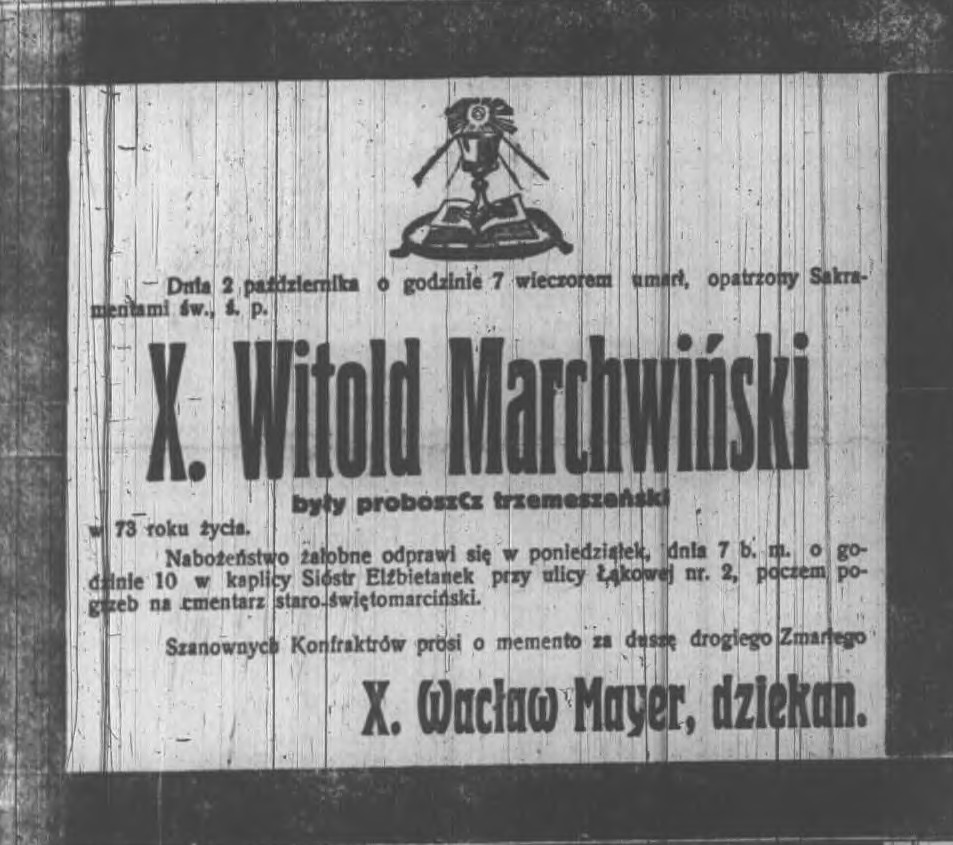 — Dnia 2 października o godzinie 7 wieczorem umarł, opatrzony Sakra-
mentami św., ś. p.
X. Witold Marchwiński
były proboszcz trzemeszeński
w 73 roku życia.
Nabożeństwo żałobne odprawi się w poniedziałek, dnia 7 b. m. o go-
dzinie 10 w kaplicy Sióstr Elżbietanek przy ulicy Łąkowej nr. 2, poczem po-
grzeb na cmentarz staro-świętomarciński.
Szanownych Konfraktrów prosi o memento za duszę drogiego Zmarłego
X. Wacław Mayer, dziekan.